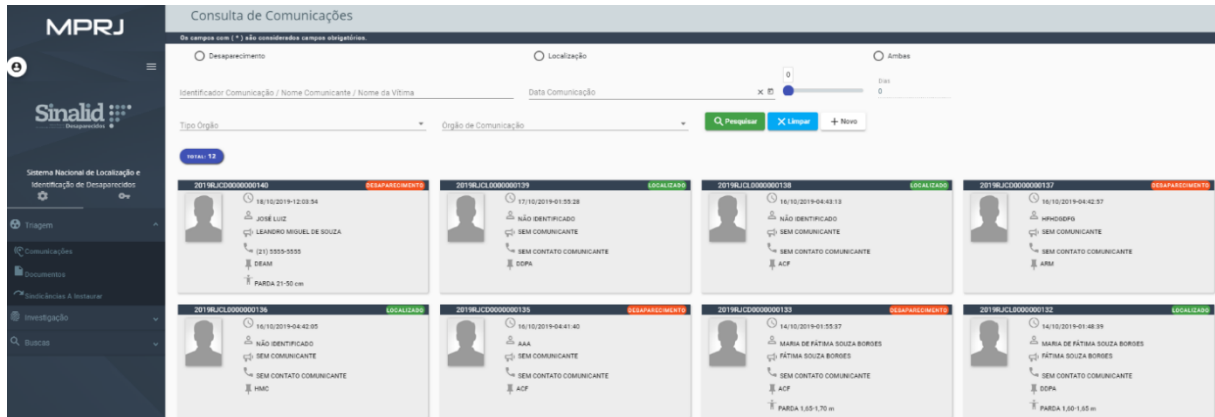 MPRJ
Sinalid
Desaparecidos
Sistema Nacional de Localização e
Identificação de Desaparecidos
Triagem
Comunicações
Documentos
Sindicâncias A Instaurar
Investigação
Buscas
Consulta de Comunicações
Os campos com ( * ) são considerados campos obrigatórios.
Desaparecimento
Localização
Ambas
Identificador Comunicação / Nome Comunicante / Nome da Vítima
Data Comunicação
0
Dias
0
Tipo Órgão
Órgão de Comunicação
Pesquisar
Limpar
Novo
TOTAL: 12
2019RJCD0000000140 DESAPARECIMENTO
18/10/2019-12:03:54
JOSÉ LUIZ
LEANDRO MIGUEL DE SOUZA
(21) 5555-5555
DEAM
PARDA 21-50 cm
2019RJCL0000000139 LOCALIZADO
17/10/2019-01:55:28
NÃO IDENTIFICADO
SEM COMUNICANTE
SEM CONTATO COMUNICANTE
DDPA
2019RJCL0000000138 LOCALIZADO
16/10/2019-04:43:13
NÃO IDENTIFICADO
SEM COMUNICANTE
SEM CONTATO COMUNICANTE
ACF
2019RJCD0000000137 DESAPARECIMENTO
16/10/2019-04:42:57
HFHDGDFG
SEM COMUNICANTE
SEM CONTATO COMUNICANTE
ARM
2019RJCL0000000136 LOCALIZADO
16/10/2019-04:42:05
NÃO IDENTIFICADO
SEM COMUNICANTE
SEM CONTATO COMUNICANTE
HMC
2019RJCD0000000135 DESAPARECIMENTO
16/10/2019-04:41:40
AAA
SEM COMUNICANTE
SEM CONTATO COMUNICANTE
ACF
2019RJCD0000000133 DESAPARECIMENTO
14/10/2019-01:55:37
MARIA DE FÁTIMA SOUZA BORGES
FÁTIMA SOUZA BORGES
SEM CONTATO COMUNICANTE
ACF
PARDA 1,65-1,70 m
2019RJCL0000000132 LOCALIZADO
14/10/2019-01:48:39
MARIA DE FÁTIMA SOUZA BORGES
FÁTIMA SOUZA BORGES
SEM CONTATO COMUNICANTE
DDPA
PARDA 1,60-1,65 m